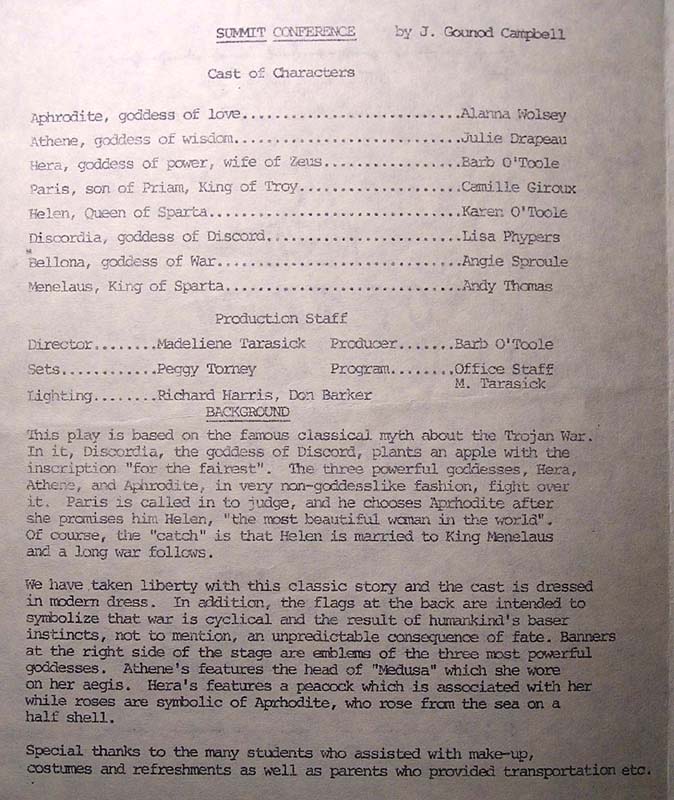 SUMMIT CONFERENCE by J. Gounod Campbell
Cast of Characters
Aphrodite, goddess of love...........................Alanna Wolsey
Athene, goddess of wisdom............................Julie Drapeau
Hera, goddess of power, wife of Zeus.................Barb O'Toole
Paris, son of Priam, King of Troy....................Camille Giroux
Helen, Queen of Sparta...............................Karen O'Toole
Discordia, goddess of Discord........................Lisa Phypers
Bellona, goddess of War..............................Angie Sproule
Menelaus, King of Sparta.............................Andy Thomas
Production Staff
Director........Madeliene Tarasick Producer.......Barb O'Toole
Sets............Peggy Torney Program........Office Staff
M. Tarasick
Lighting........Richard Harris, Don Barker
BACKGROUND
This play is based on the famous classical myth about the Trojan War.
In it, Discordia, the goddess of Discord, plants an apple with the
inscription "for the fairest". The three powerful goddesses, Hera,
Athene, and Aphrodite, in very non-goddesslike fashion, fight over
it. Paris is called in to judge, and he chooses Aprhodite after
she promises him Helen, "the most beautiful woman in the world".
Of course, the "catch" is that Helen is married to King Menelaus
and a long war follows.
We have taken liberty with this classic story and the cast is dressed
in modern dress. In addition, the flags at the back are intended to
symbolize that war is cyclical and the result of humankind's baser
instincts, not to mention, an unpredictable consequence of fate. Banners
at the right side of the stage are emblems of the three most powerful
goddesses. Athene's features the head of "Medusa" which she wore
on her aegis. Hera's features a peacock which is associated with her
while roses are symbolic of Aprhodite, who rose from the sea on a
half shell.
Special thanks to the many students who assisted with make-up,
costumes and refreshments as well as parents who provided transportation etc.